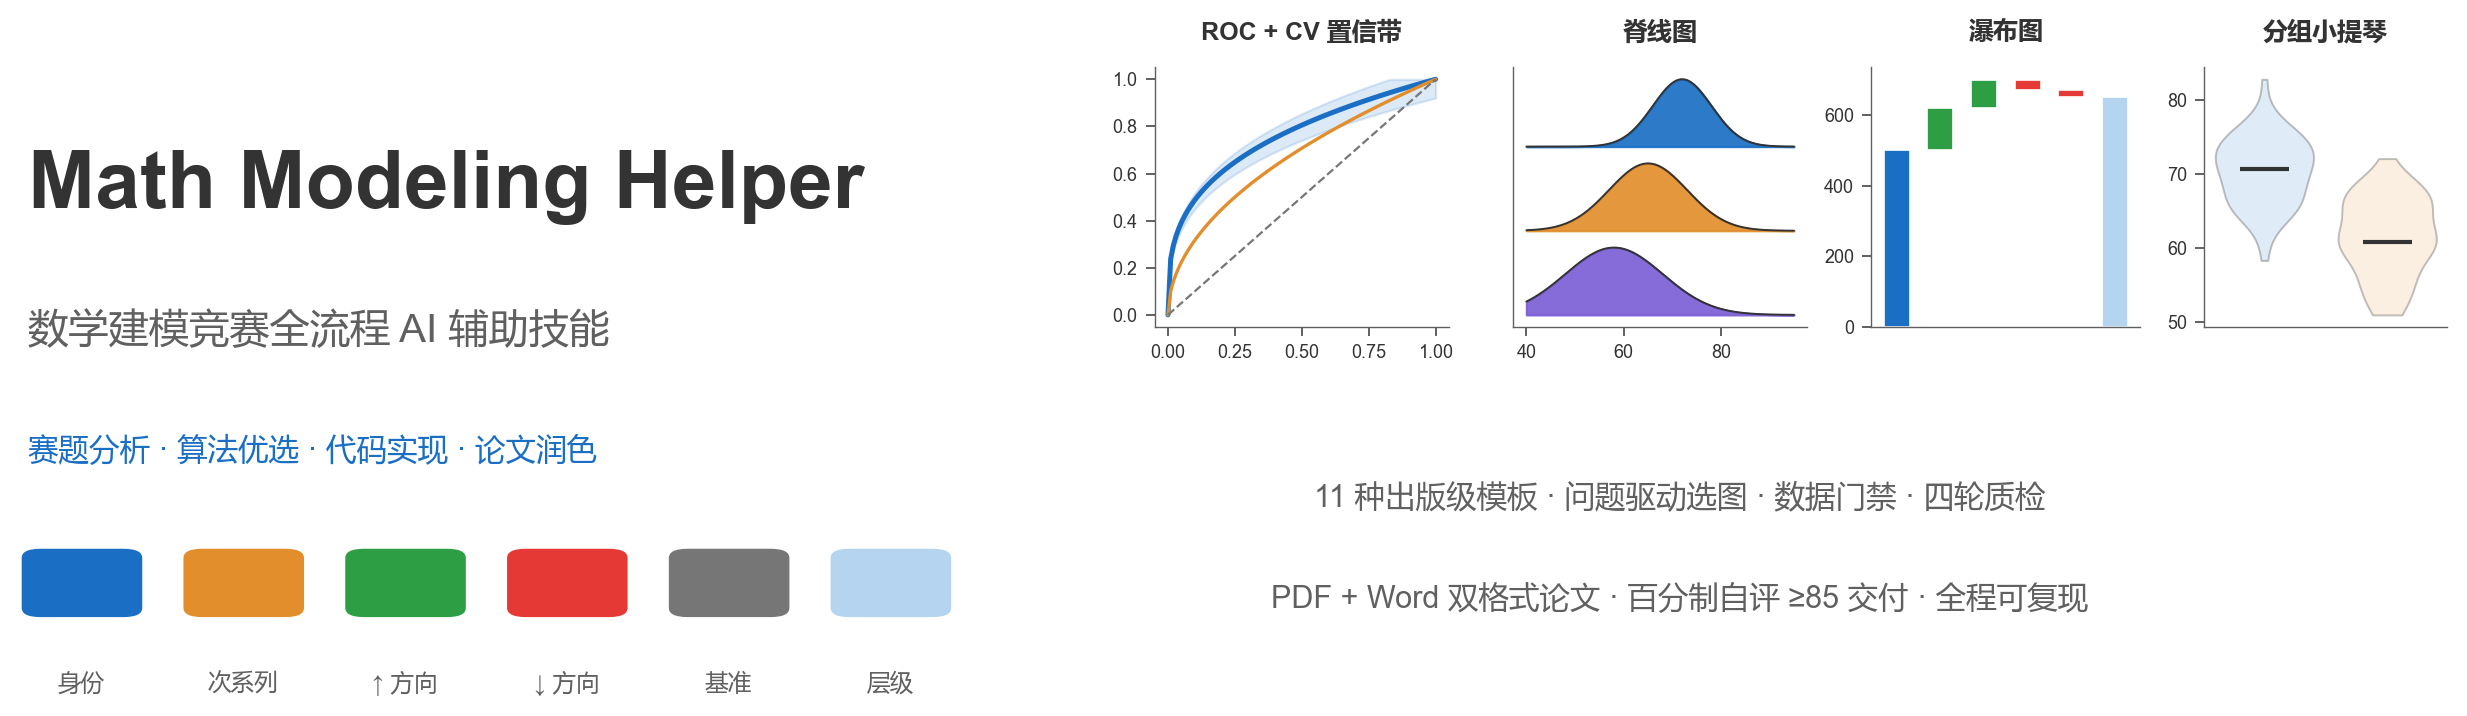 Math Modeling Helper
数学建模竞赛全流程 AI 辅助技能
赛题分析 · 算法优选 · 代码实现 · 论文润色
身份
次系列
↑ 方向
↓ 方向
基准
层级
ROC + CV 置信带
1.0
0.8
0.6
0.4
0.2
0.0
0.00 0.25 0.50 0.75 1.00
脊线图
40 60 80
瀑布图
600
400
200
0
分组小提琴
80
70
60
50
11 种出版级模板 · 问题驱动选图 · 数据门禁 · 四轮质检
PDF + Word 双格式论文 · 百分制自评 ≥85 交付 · 全程可复现